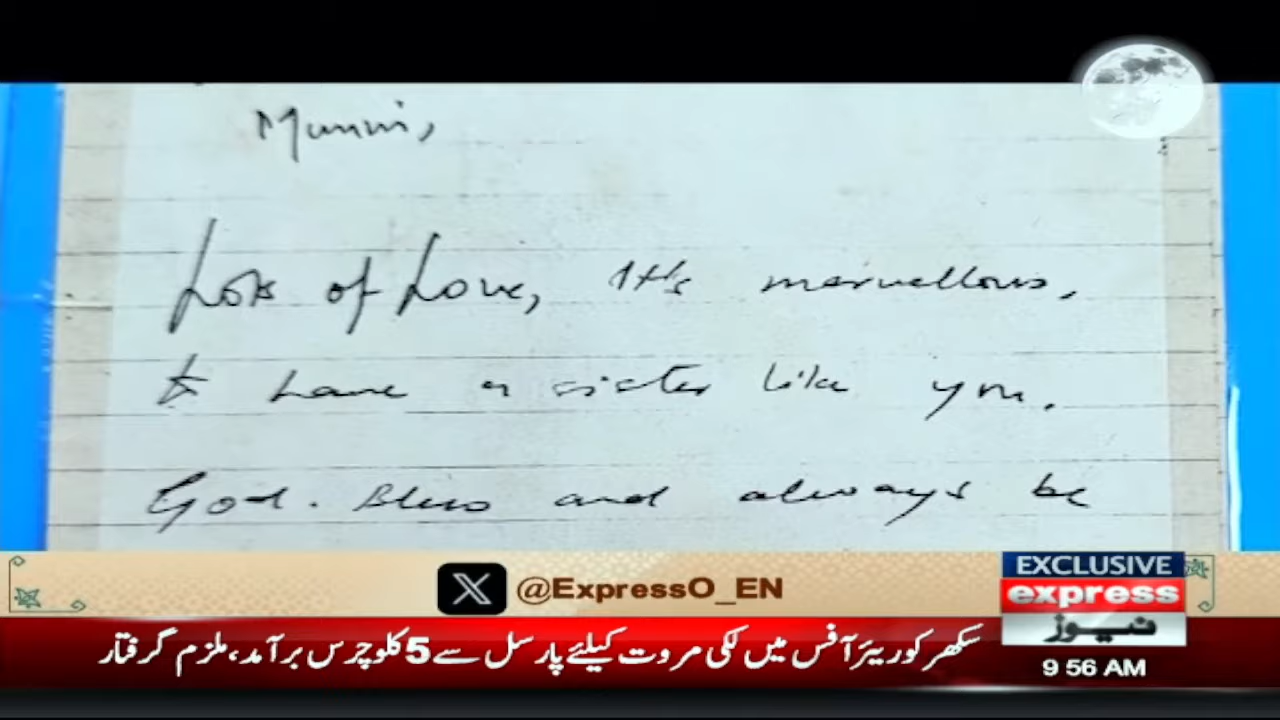 Munni,
Lots of Love, It's marvellous.
to have a sister like you.
God. Bless and always be
@ExpressO_EN
EXCLUSIVE
express
نیوز
سکھر کوریئر آفس میں لکی مروت کیلئے پارسل سے 5 کلو چرس برآمد، ملزم گرفتار
9 56 AM